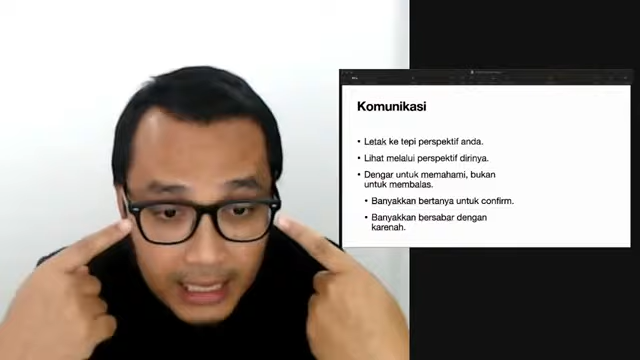 Komunikasi
• Letak ke tepi perspektif anda.
• Lihat melalui perspektif dirinya.
• Dengar untuk memahami, bukan
untuk membalas.
• Banyakkan bertanya untuk confirm.
• Banyakkan bersabar dengan
karenah.